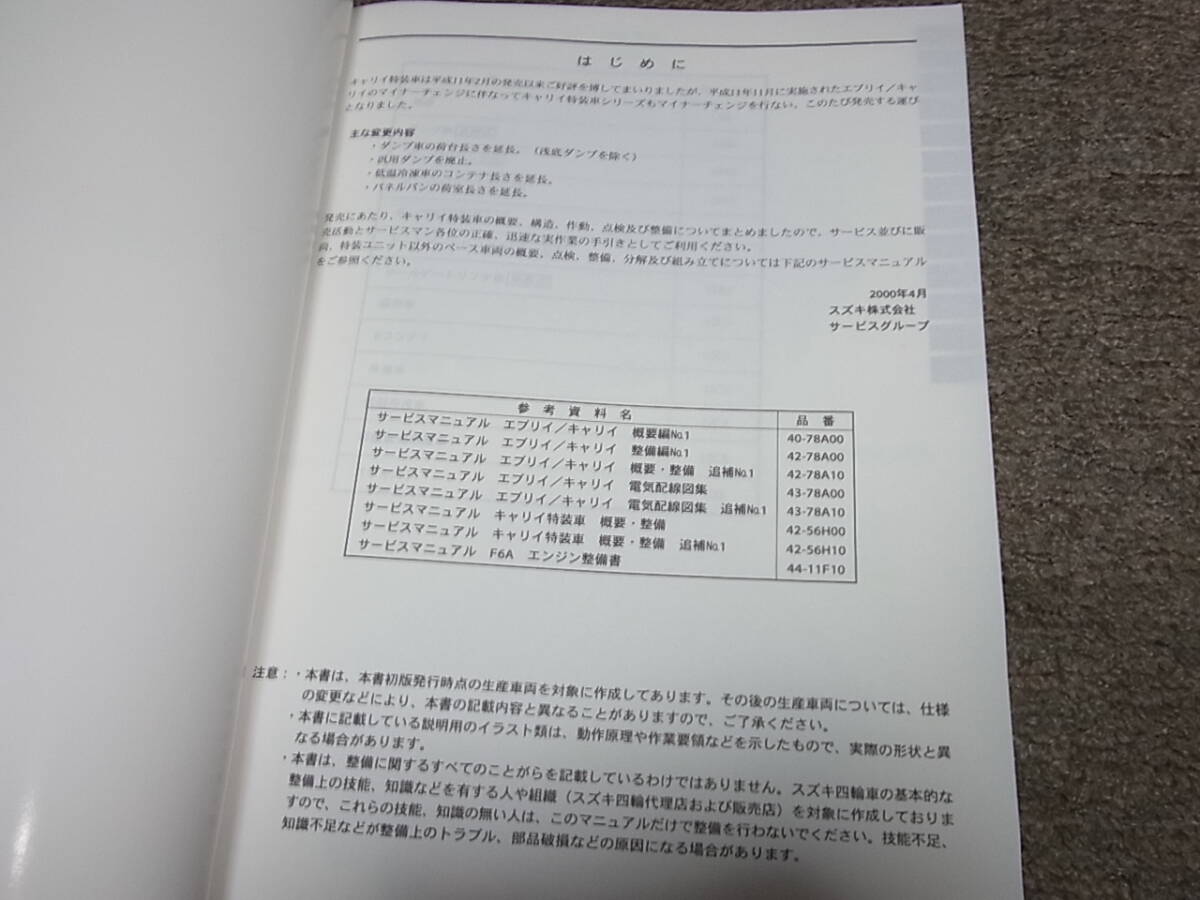 はじめに
キャリイ特装車は平成11年2月の発売以来ご好評を博してまいりましたが、平成11年11月に実施されたエブリイ／キャ
リイのマイナーチェンジに伴なってキャリイ特装車シリーズもマイナーチェンジを行ない、このたび発売する運び
となりました。
主な変更内容
・ダンプ車の荷台長さを延長。（浅底ダンプを除く）
・汎用ダンプを廃止。
・低温冷凍車のコンテナ長さを延長。
・パネルバンの荷室長さを延長。
発売にあたり、キャリイ特装車の概要、構造、作動、点検及び整備についてまとめましたので、サービス並びに販
売活動とサービスマン各位の正確、迅速な実作業の手引きとしてご利用ください。
尚、特装ユニット以外のベース車両の概要、点検、整備、分解及び組み立てについては下記のサービスマニュアル
をご参照ください。
2000年4月
スズキ株式会社
サービスグループ
参考資料名 品番
サービスマニュアル エブリイ／キャリイ 概要編№1 40-78A00
サービスマニュアル エブリイ／キャリイ 整備編№1 42-78A00
サービスマニュアル エブリイ／キャリイ 概要・整備 追補№1 42-78A10
サービスマニュアル エブリイ／キャリイ 電気配線図集 43-78A00
サービスマニュアル エブリイ／キャリイ 電気配線図集 追補№1 43-78A10
サービスマニュアル キャリイ特装車 概要・整備 42-56H00
サービスマニュアル キャリイ特装車 概要・整備 追補№1 42-56H10
サービスマニュアル F6A エンジン整備書 44-11F10
注意：・本書は、本書初版発行時点の生産車両を対象に作成してあります。その後の生産車両については、仕様
の変更などにより、本書の記載内容と異なることがありますので、ご了承ください。
・本書に記載している説明用のイラスト類は、動作原理や作業要領などを示したもので、実際の形状と異
なる場合があります。
・本書は、整備に関するすべてのことがらを記載しているわけではありません。スズキ四輪車の基本的な
整備上の技能、知識などを有する人や組織（スズキ四輪代理店および販売店）を対象に作成しておりま
すので、これらの技能、知識の無い人は、このマニュアルだけで整備を行わないでください。技能不足、
知識不足などが整備上のトラブル、部品破損などの原因になる場合があります。